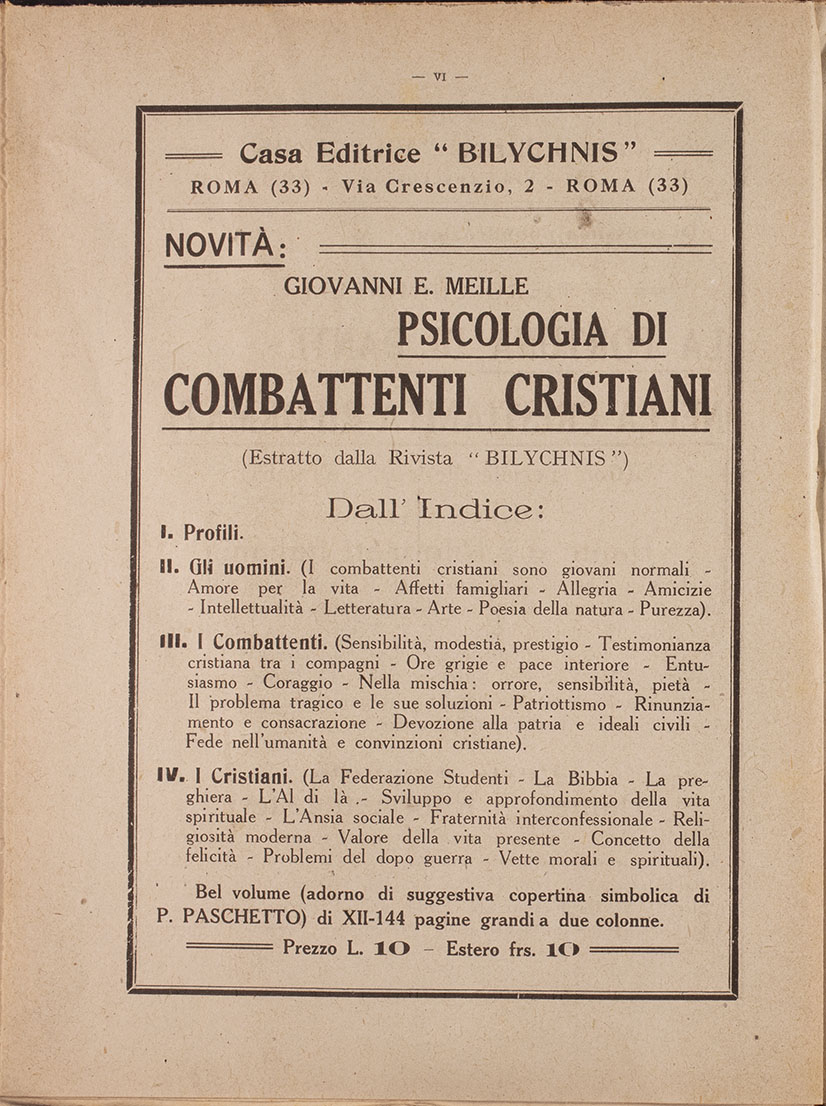 — VI —
Casa Editrice “ BILYCHNIS ”
ROMA (33) - Via Crescenzio, 2 - ROMA (33)
NOVITÀ:
GIOVANNI E. MEILLE
PSICOLOGIA DI
COMBATTENTI CRISTIANI
(Estratto dalla Rivista “ BILYCHNIS ”)
Dall' Indice:
I. Profili.
II. Gli uomini. (I combattenti cristiani sono giovani normali -
Amore per la vita - Affetti famigliari - Allegria - Amicizie
- Intellettualità - Letteratura - Arte - Poesia della natura - Purezza).
III. I Combattenti. (Sensibilità, modestia, prestigio - Testimonianza
cristiana tra i compagni - Ore grigie e pace interiore - Entu-
siasmo - Coraggio - Nella mischia: orrore, sensibilità, pietà -
Il problema tragico e le sue soluzioni - Patriottismo - Rinunzia-
mento e consacrazione - Devozione alla patria e ideali civili -
Fede nell'umanità e convinzioni cristiane).
IV. I Cristiani. (La Federazione Studenti - La Bibbia - La pre-
ghiera - L'Al di là .- Sviluppo e approfondimento della vita
spirituale - L'Ansia sociale - Fraternità interconfessionale - Reli-
giosità moderna - Valore della vita presente - Concetto della
felicità - Problemi del dopo guerra - Vette morali e spirituali).
Bel volume (adorno di suggestiva copertina simbolica di
P. PASCHETTO) di XII-144 pagine grandi a due colonne.
Prezzo L. 10 - Estero frs. 10